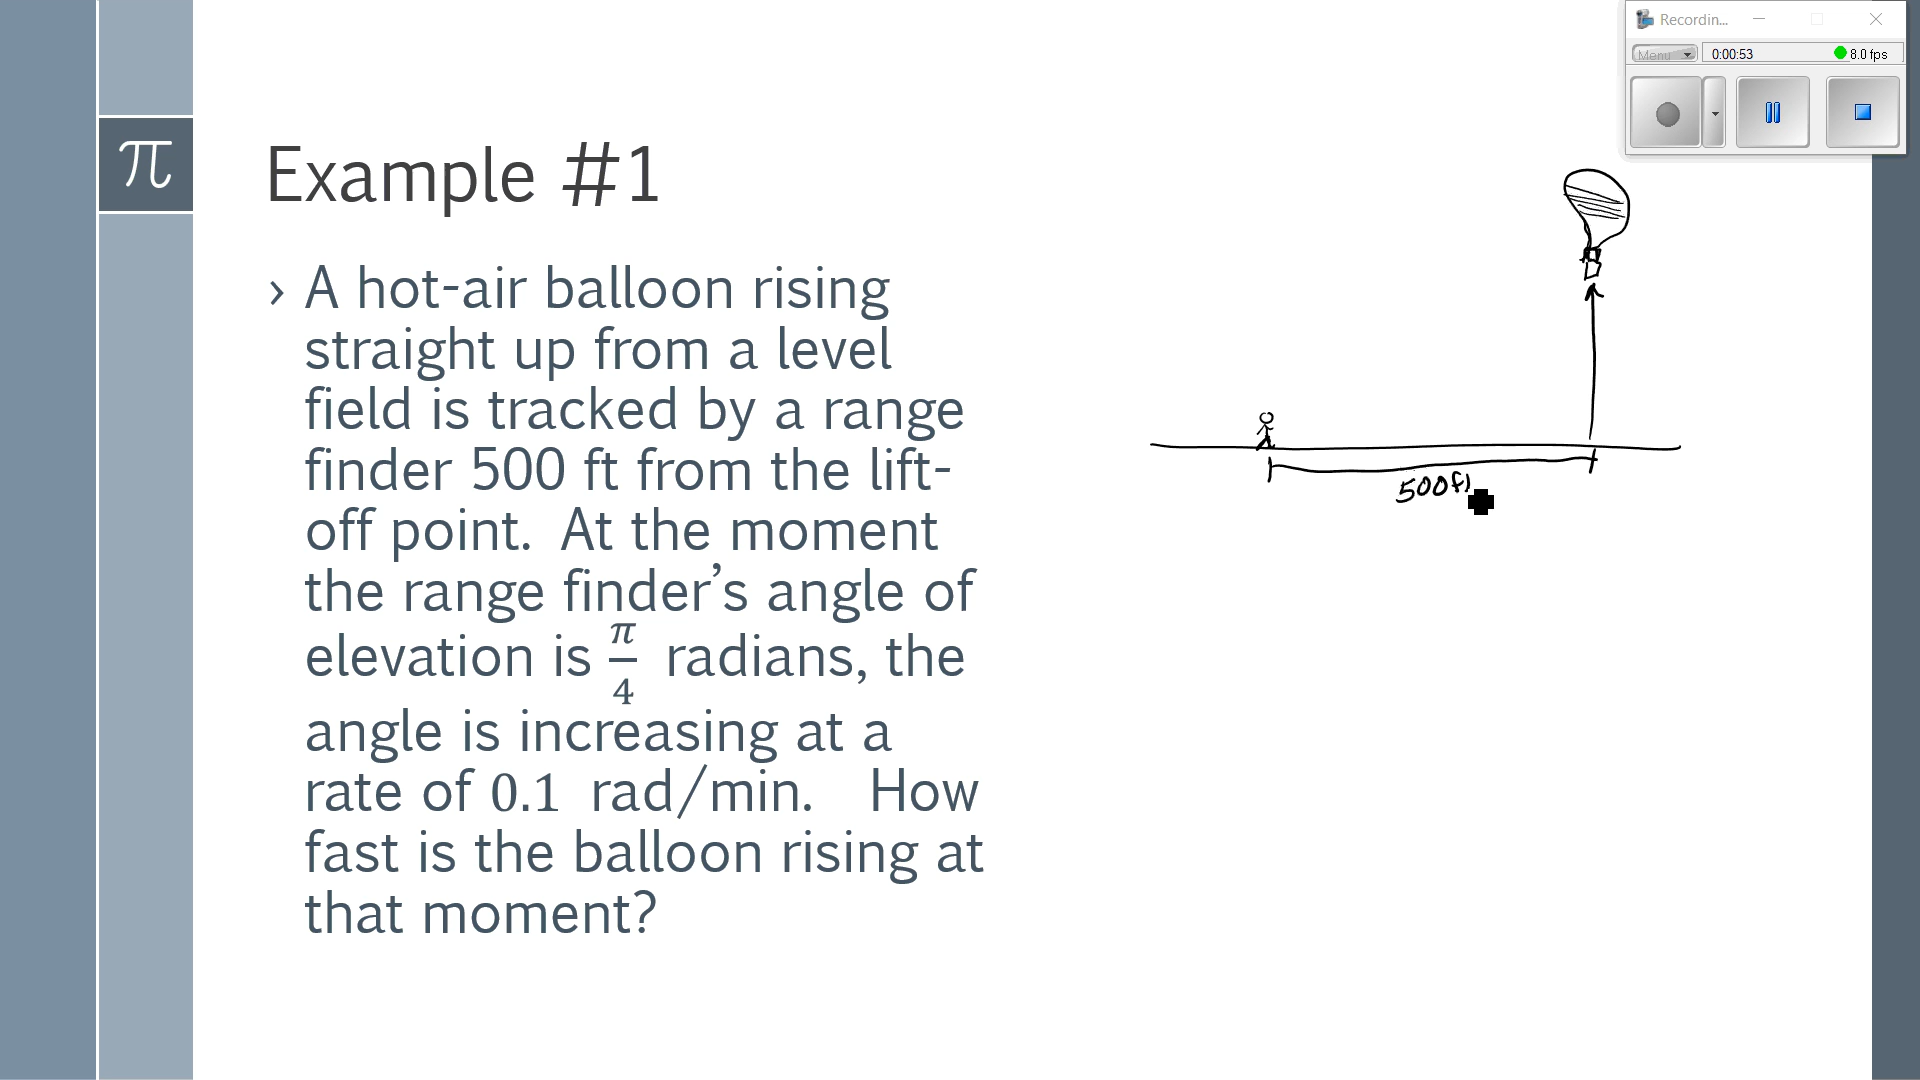 Recordin...
Menu 0:00:53 8.0 fps
π
Example #1
› A hot-air balloon rising
straight up from a level
field is tracked by a range
finder 500 ft from the lift-
off point. At the moment
the range finder’s angle of
elevation is π/4 radians, the
angle is increasing at a
rate of 0.1 rad/min. How
fast is the balloon rising at
that moment?
500ft